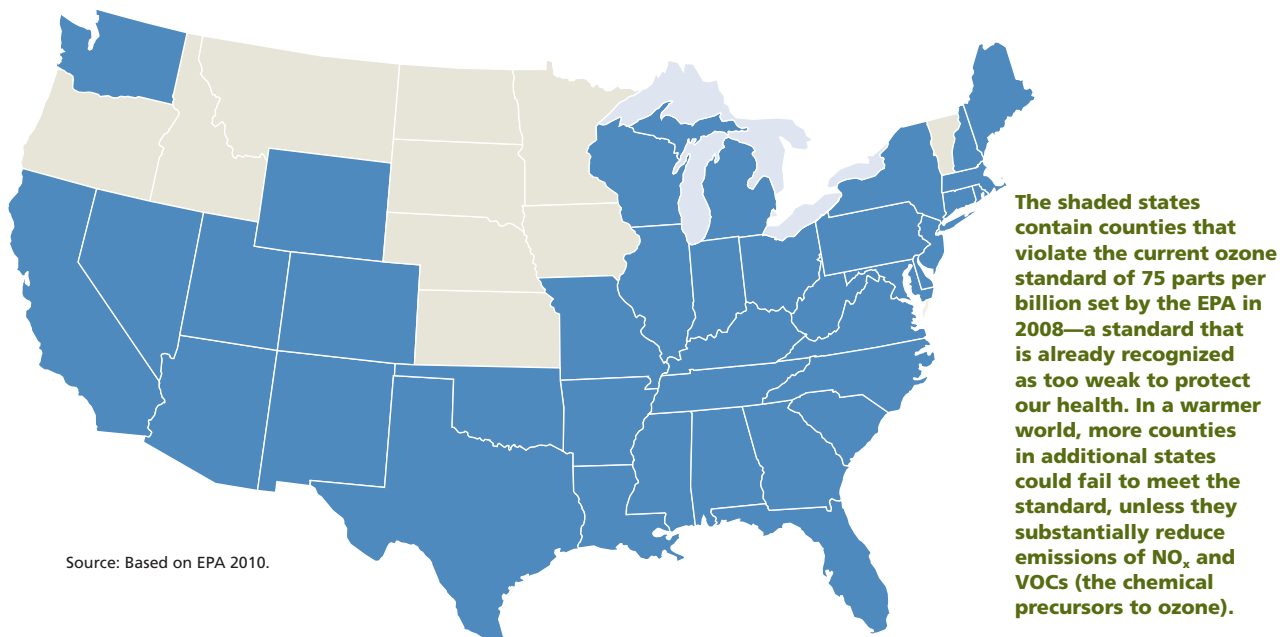 The shaded states
contain counties that
violate the current ozone
standard of 75 parts per
billion set by the EPA in
2008—a standard that
is already recognized
as too weak to protect
our health. In a warmer
world, more counties
in additional states
could fail to meet the
standard, unless they
substantially reduce
emissions of NOₓ and
VOCs (the chemical
precursors to ozone).
Source: Based on EPA 2010.